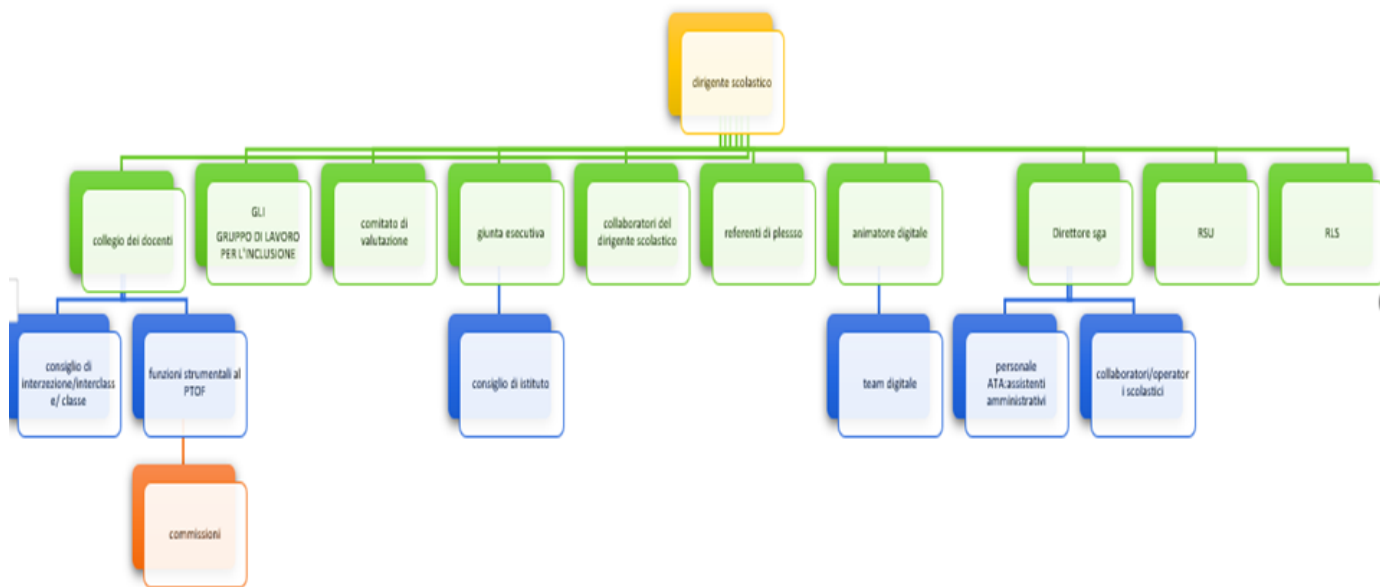 dirigente scolastico
collegio dei docenti
GLI
GRUPPO DI LAVORO
PER L'INCLUSIONE
comitato di
valutazione
giunta esecutiva
collaboratori del
dirigente scolastico
referenti di plessso
animatore digitale
Direttore sga
RSU
RLS
consiglio di
interzezione/interclass
e/ classe
funzioni strumentali al
PTOF
consiglio di istituto
team digitale
personale
ATA:assistenti
amministrativi
collaboratori/operator
i scolastici
commissioni